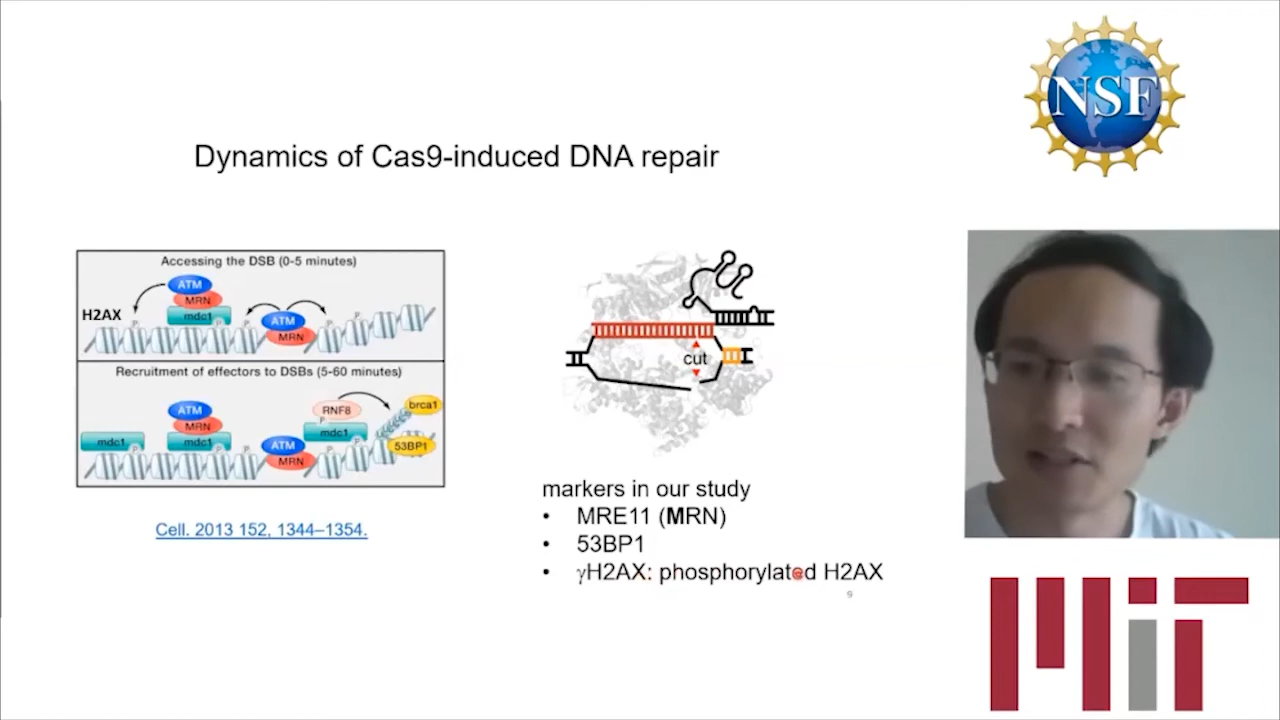 NSF
Dynamics of Cas9-induced DNA repair
Accessing the DSB (0-5 minutes)
ATM
MRN
mdc1
H2AX
P
P
ATM
MRN
P
P
Recruitment of effectors to DSBs (5-60 minutes)
ATM
MRN
mdc1
mdc1
P
P
P
ATM
MRN
RNF8
P
mdc1
P
P
brca1
53BP1
Cell. 2013 152, 1344–1354.
cut
markers in our study
• MRE11 (MRN)
• 53BP1
• γH2AX: phosphorylated H2AX
9
MIT